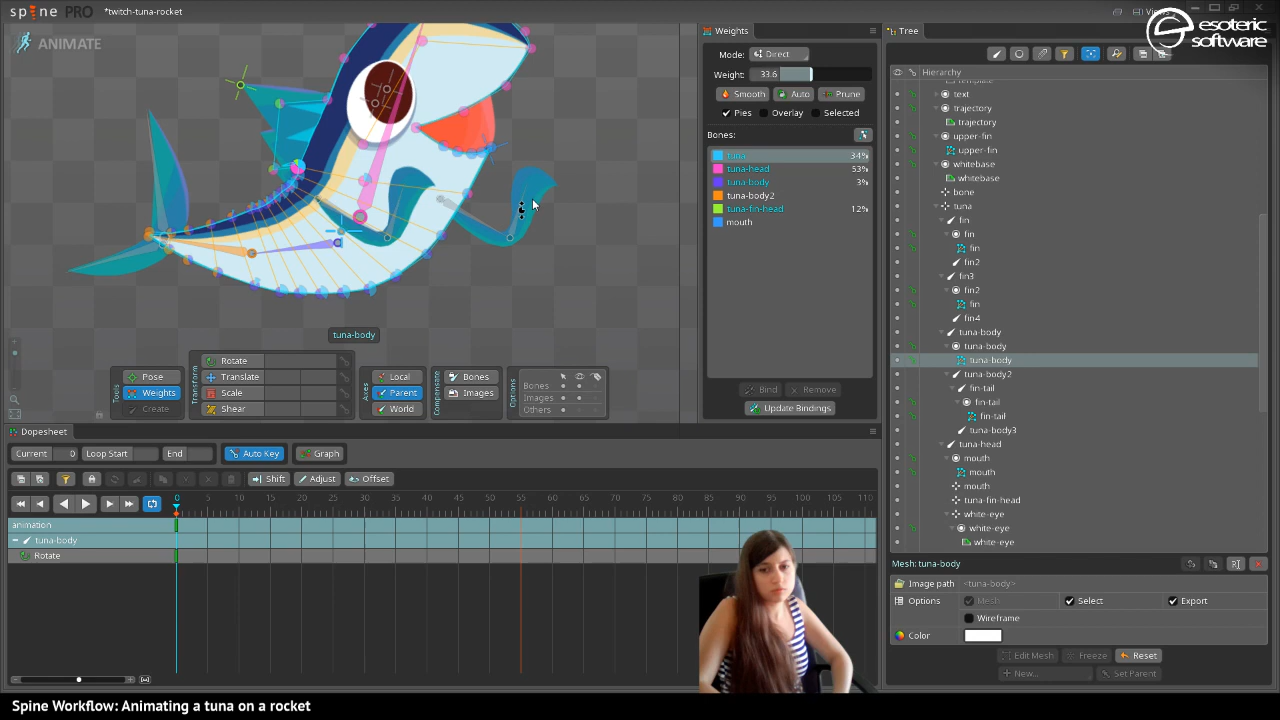 spine PRO
*twitch-tuna-rocket
esoteric
software
ANIMATE
Weights
Mode:
Direct
Weight:
33.6
Smooth
Auto
Prune
Pies
Overlay
Selected
Bones:
tuna 34%
tuna-head 53%
tuna-body 3%
tuna-body2
tuna-fin-head 12%
mouth
Bind
Remove
Update Bindings
Tree
Hierarchy
text
trajectory
trajectory
upper-fin
upper-fin
whitebase
whitebase
bone
tuna
fin
fin
fin
fin2
fin3
fin2
fin
fin4
tuna-body
tuna-body
tuna-body
tuna-body2
fin-tail
fin-tail
fin-tail
tuna-body3
tuna-head
mouth
mouth
mouth
tuna-fin-head
white-eye
white-eye
white-eye
Mesh: tuna-body
Image path
<tuna-body>
Options
Mesh
Select
Export
Wireframe
Color
Edit Mesh
Freeze
Reset
New...
Set Parent
tuna-body
Tools
Pose
Weights
Create
Transform
Rotate
Translate
Scale
Shear
Axes
Local
Parent
World
Compensate
Bones
Images
Options
Bones
Images
Others
Dopesheet
Current 0
Loop Start
End
Auto Key
Graph
Shift
Adjust
Offset
0 5 10 15 20 25 30 35 40 45 50 55 60 65 70 75 80 85 90 95 100 105 110
animation
tuna-body
Rotate
Spine Workflow: Animating a tuna on a rocket